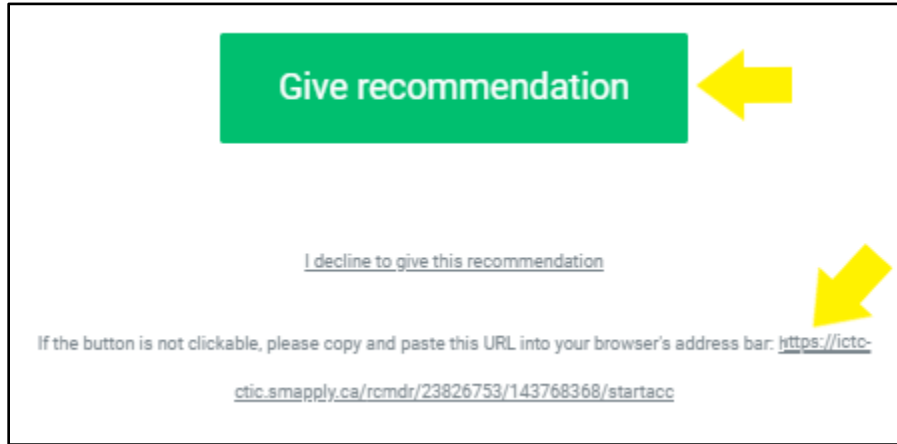 Give recommendation
I decline to give this recommendation
If the button is not clickable, please copy and paste this URL into your browser's address bar: https://ictc-
ctic.smapply.ca/rcmdr/23826753/143768368/startacc